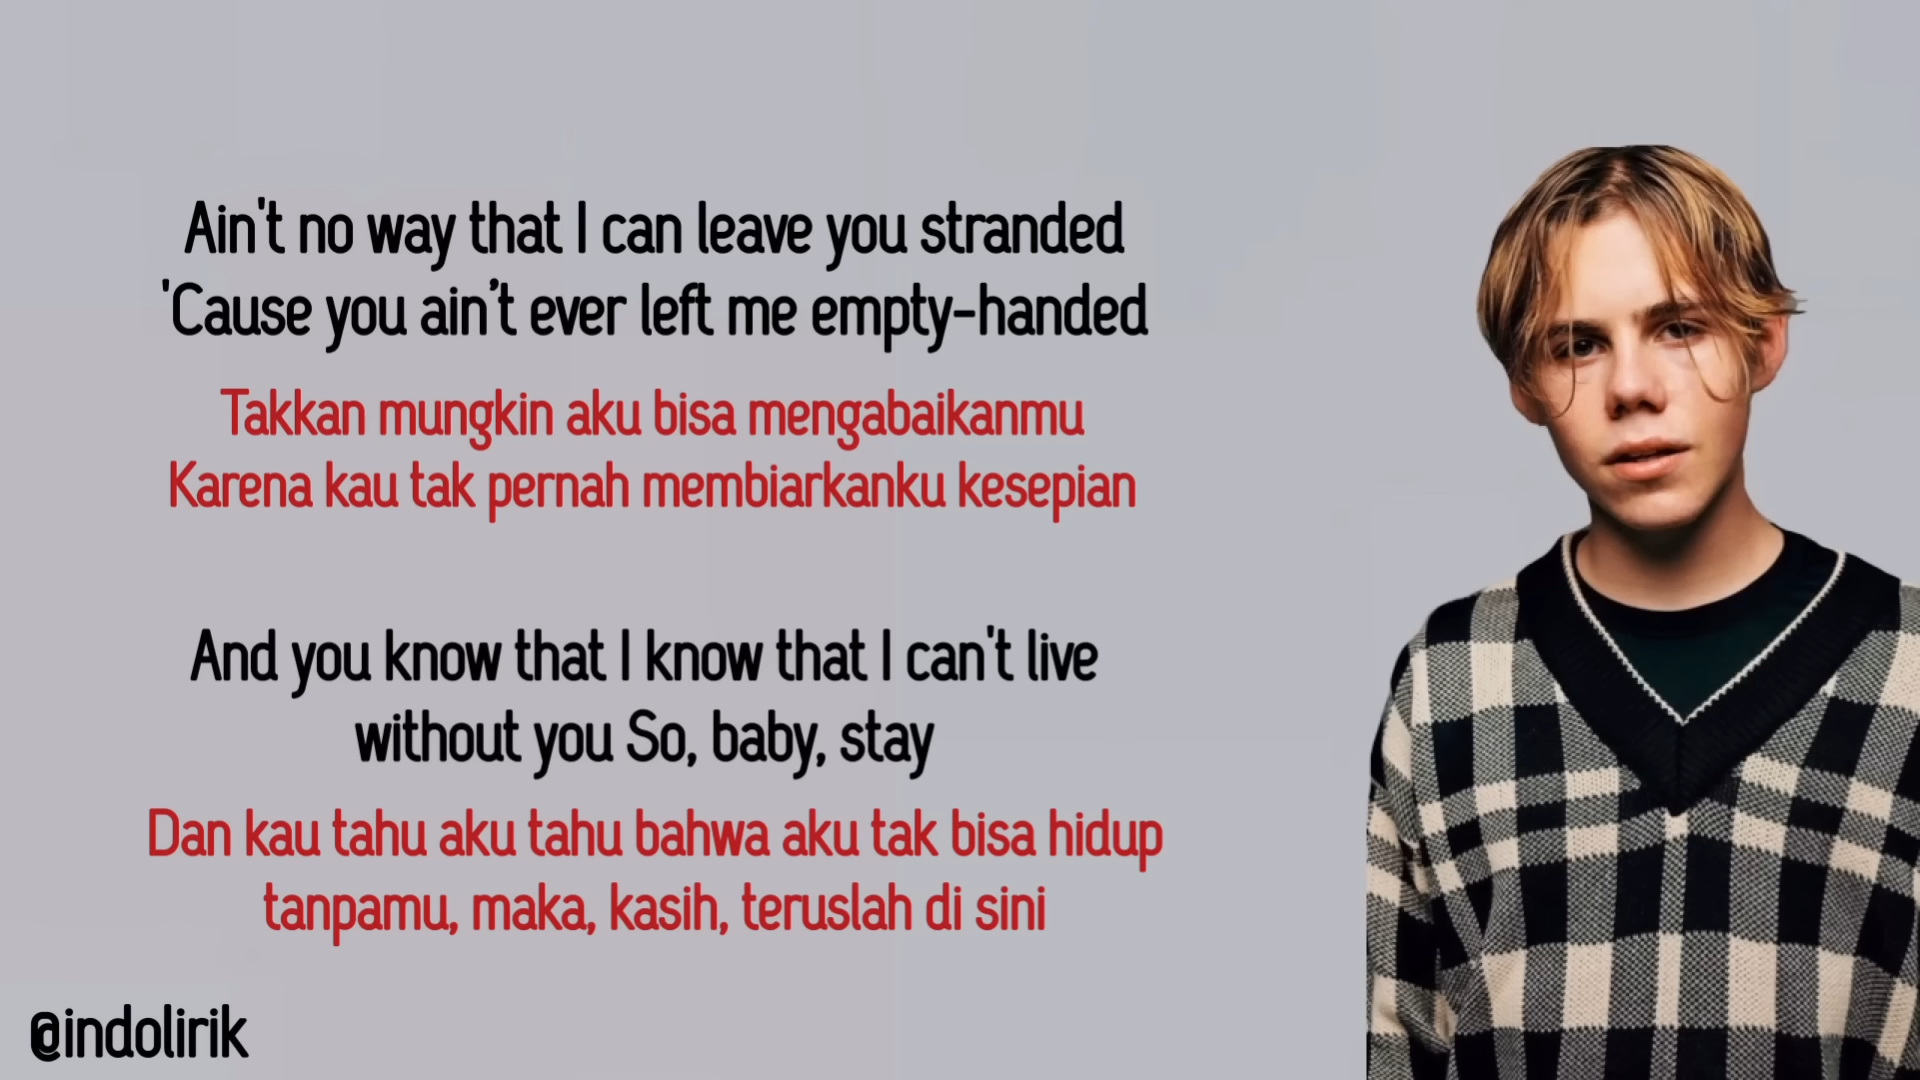 Ain't no way that I can leave you stranded
'Cause you ain’t ever left me empty-handed
Takkan mungkin aku bisa mengabaikanmu
Karena kau tak pernah membiarkanku kesepian
And you know that I know that I can't live
without you So, baby, stay
Dan kau tahu aku tahu bahwa aku tak bisa hidup
tanpamu, maka, kasih, teruslah di sini
@indolirik